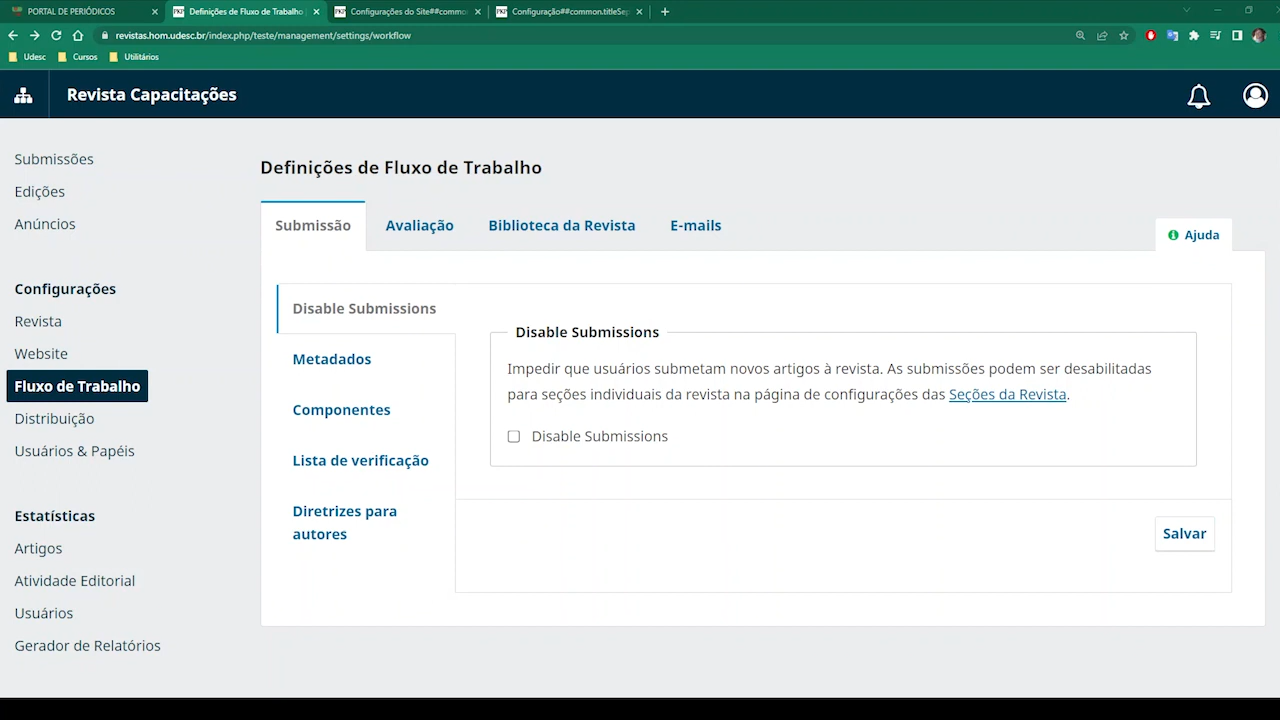 PORTAL DE PERIÓDICOS
Definições de Fluxo de Trabalho
Configurações do Site##commo
Configuração##common.titleSep
revistas.hom.udesc.br/index.php/teste/management/settings/workflow
Udesc
Cursos
Utilitários
Revista Capacitações
Submissões
Edições
Anúncios
Configurações
Revista
Website
Fluxo de Trabalho
Distribuição
Usuários & Papéis
Estatísticas
Artigos
Atividade Editorial
Usuários
Gerador de Relatórios
Definições de Fluxo de Trabalho
Submissão
Avaliação
Biblioteca da Revista
E-mails
Ajuda
Disable Submissions
Metadados
Componentes
Lista de verificação
Diretrizes para
autores
Disable Submissions
Impedir que usuários submetam novos artigos à revista. As submissões podem ser desabilitadas
para seções individuais da revista na página de configurações das Seções da Revista.
Disable Submissions
Salvar